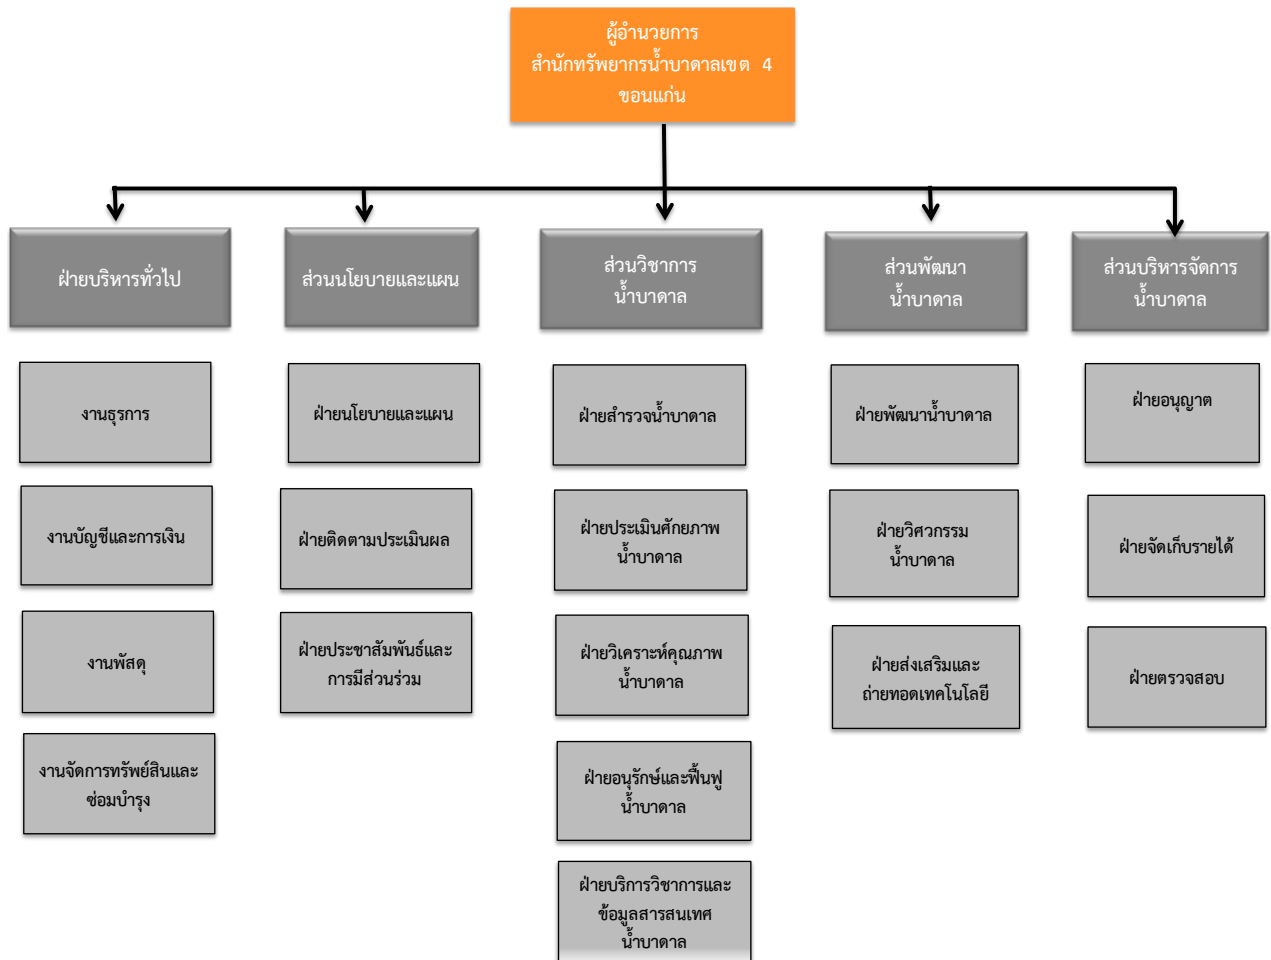 ผู้อำนวยการ
สำนักทรัพยากรน้ำบาดาลเขต 4
ขอนแก่น
ฝ่ายบริหารทั่วไป
ส่วนนโยบายและแผน
ส่วนวิชาการ
น้ำบาดาล
ส่วนพัฒนา
น้ำบาดาล
ส่วนบริหารจัดการ
น้ำบาดาล
งานธุรการ
งานบัญชีและการเงิน
งานพัสดุ
งานจัดการทรัพย์สินและ
ซ่อมบำรุง
ฝ่ายนโยบายและแผน
ฝ่ายติดตามประเมินผล
ฝ่ายประชาสัมพันธ์และ
การมีส่วนร่วม
ฝ่ายสำรวจน้ำบาดาล
ฝ่ายประเมินศักยภาพ
น้ำบาดาล
ฝ่ายวิเคราะห์คุณภาพ
น้ำบาดาล
ฝ่ายอนุรักษ์และฟื้นฟู
น้ำบาดาล
ฝ่ายบริการวิชาการและ
ข้อมูลสารสนเทศ
น้ำบาดาล
ฝ่ายพัฒนาน้ำบาดาล
ฝ่ายวิศวกรรม
น้ำบาดาล
ฝ่ายส่งเสริมและ
ถ่ายทอดเทคโนโลยี
ฝ่ายอนุญาต
ฝ่ายจัดเก็บรายได้
ฝ่ายตรวจสอบ